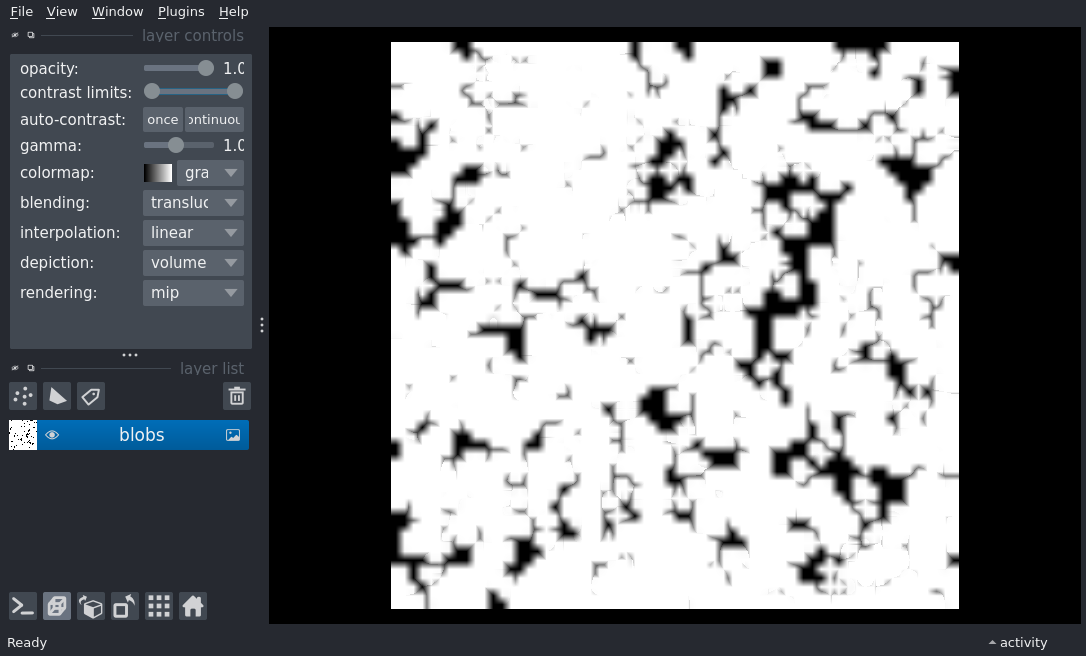 File View Window Plugins Help
layer controls
opacity: 1.0
contrast limits:
auto-contrast: once ontinuou
gamma: 1.0
colormap: gra
blending: transluc
interpolation: linear
depiction: volume
rendering: mip
layer list
blobs
Ready
activity